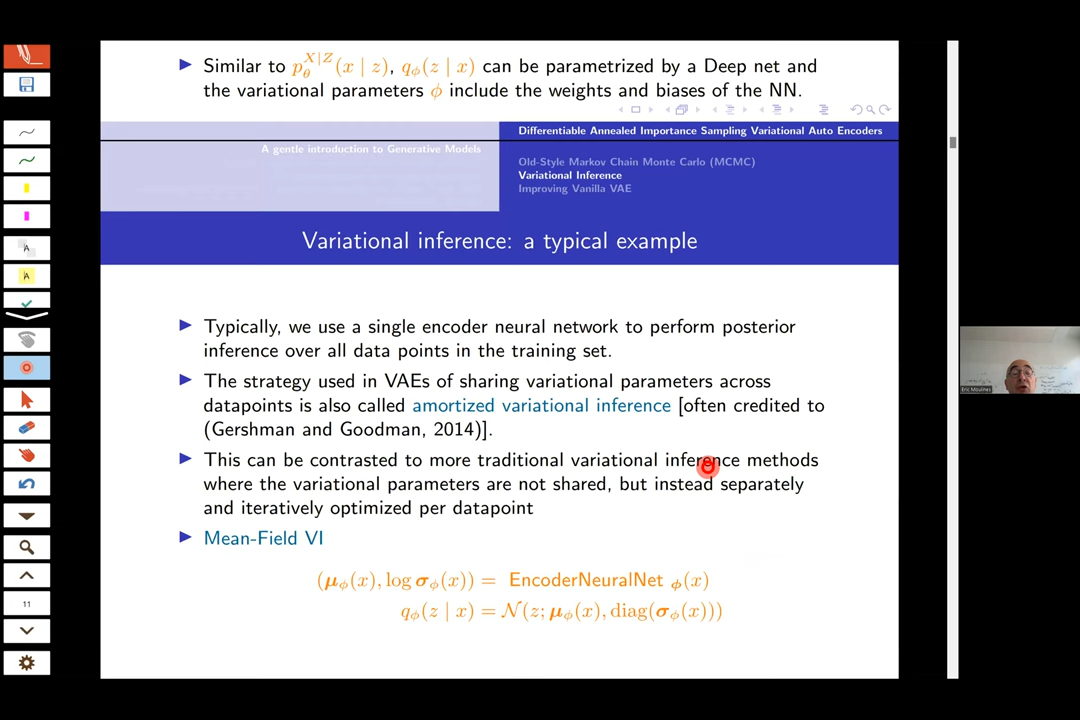 Similar to p_θ^{X|Z}(x | z), q_ϕ(z | x) can be parametrized by a Deep net and
the variational parameters ϕ include the weights and biases of the NN.
Differentiable Annealed Importance Sampling Variational Auto Encoders
A gentle introduction to Generative Models
Old-Style Markov Chain Monte Carlo (MCMC)
Variational Inference
Improving Vanilla VAE
Variational inference: a typical example
Typically, we use a single encoder neural network to perform posterior
inference over all data points in the training set.
The strategy used in VAEs of sharing variational parameters across
datapoints is also called amortized variational inference [often credited to
(Gershman and Goodman, 2014)].
This can be contrasted to more traditional variational inference methods
where the variational parameters are not shared, but instead separately
and iteratively optimized per datapoint
Mean-Field VI
(μ_ϕ(x), log σ_ϕ(x)) = EncoderNeuralNet _ϕ(x)
q_ϕ(z | x) = N(z; μ_ϕ(x), diag(σ_ϕ(x)))
A
A
11
Eric Moulines